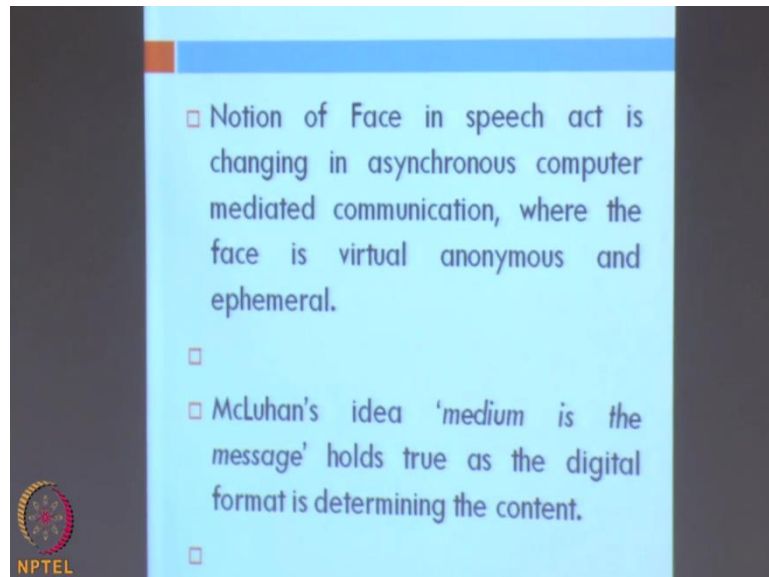 Notion of Face in speech act is
changing in asynchronous computer
mediated communication, where the
face is virtual anonymous and
ephemeral.
McLuhan's idea 'medium is the
message' holds true as the digital
format is determining the content.
NPTEL